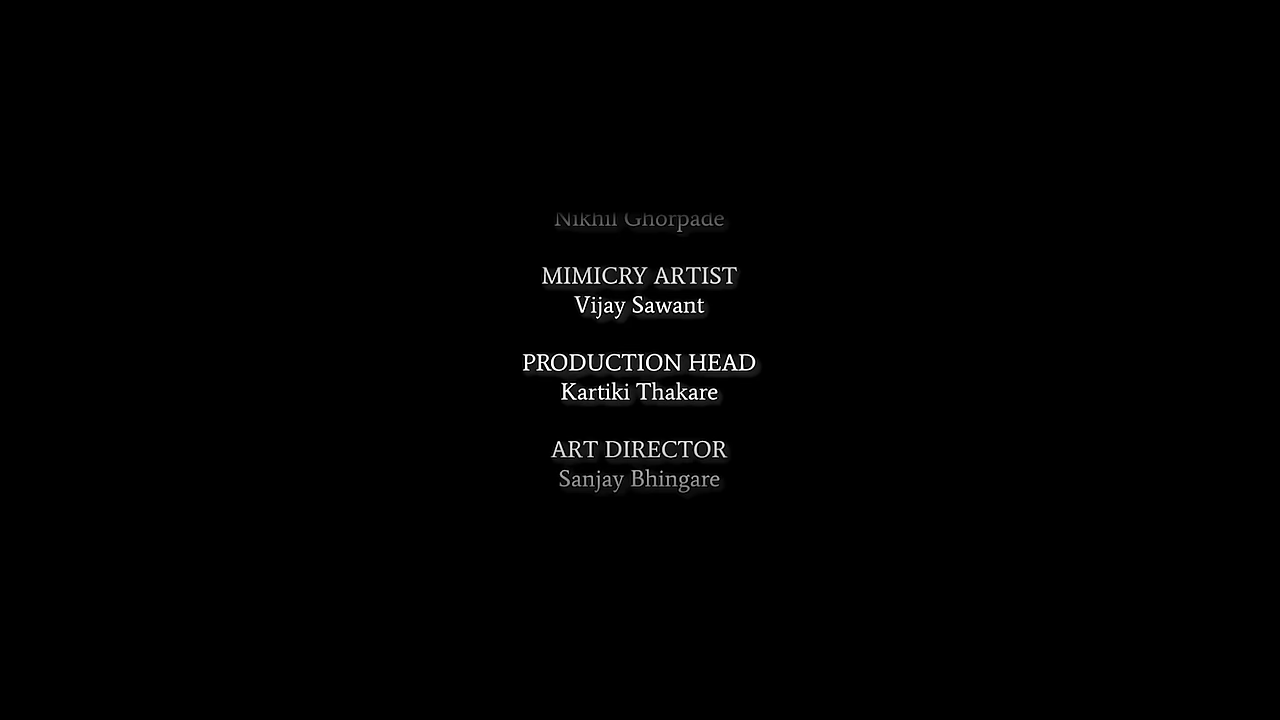 Nikhil Ghorpade
MIMICRY ARTIST
Vijay Sawant
PRODUCTION HEAD
Kartiki Thakare
ART DIRECTOR
Sanjay Bhingare